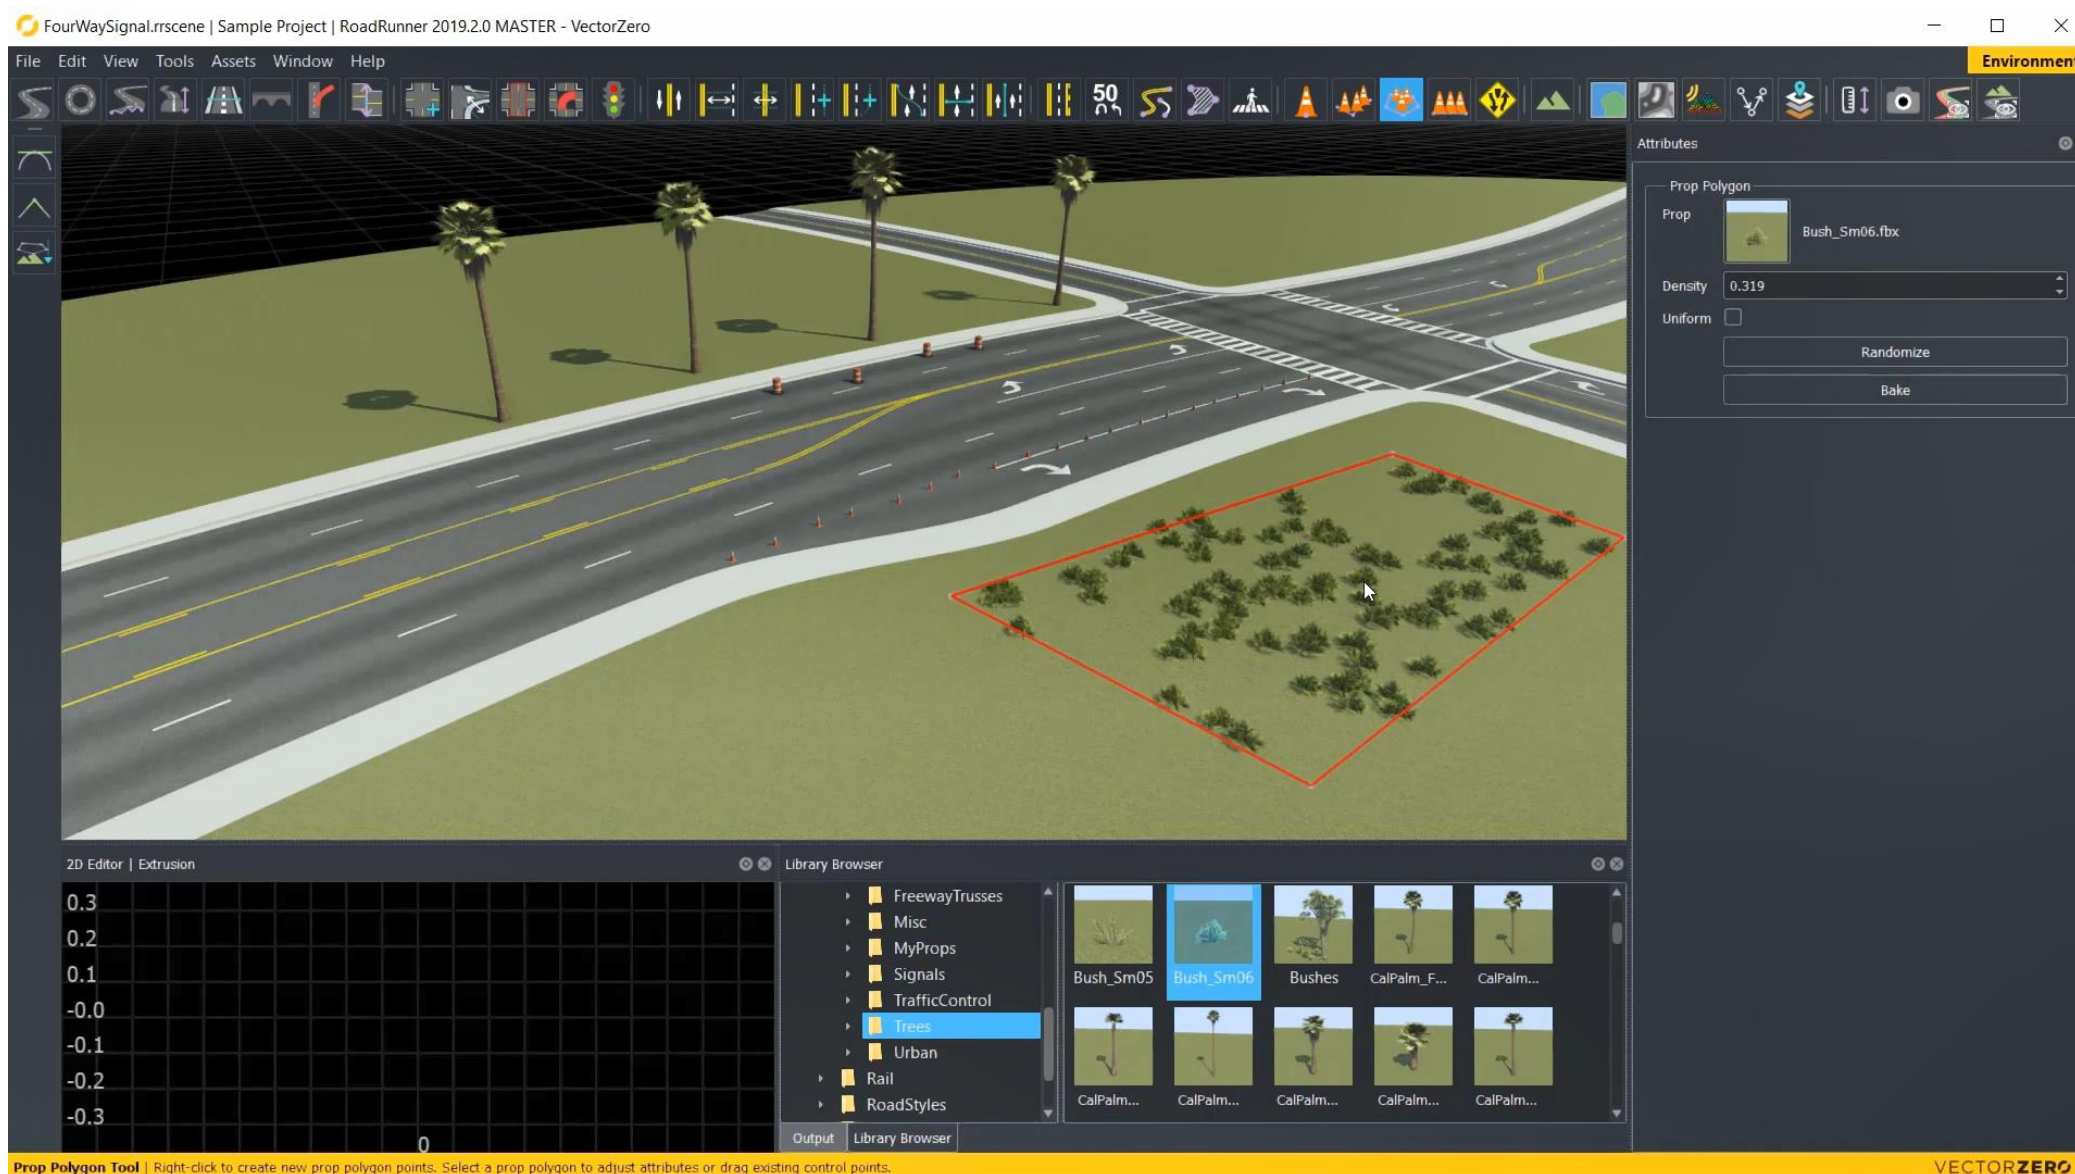 FourWaySignal.rrscene | Sample Project | RoadRunner 2019.2.0 MASTER - VectorZero
File Edit View Tools Assets Window Help
Environment
50
Attributes
Prop Polygon
Prop
Bush_Sm06.fbx
Density 0.319
Uniform
Randomize
Bake
2D Editor | Extrusion
0.3
0.2
0.1
-0.0
-0.1
-0.2
-0.3
0
Library Browser
FreewayTrusses
Misc
MyProps
Signals
TrafficControl
Trees
Urban
Rail
RoadStyles
Bush_Sm05 Bush_Sm06 Bushes CalPalm_F... CalPalm...
CalPalm... CalPalm... CalPalm... CalPalm... CalPalm...
Output Library Browser
Prop Polygon Tool | Right-click to create new prop polygon points. Select a prop polygon to adjust attributes or drag existing control points.
VECTORZERO